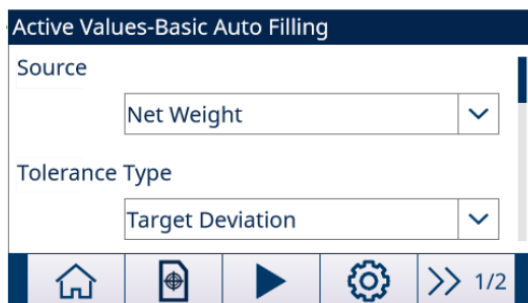 Active Values-Basic Auto Filling
Source
Net Weight
Tolerance Type
Target Deviation
1/2